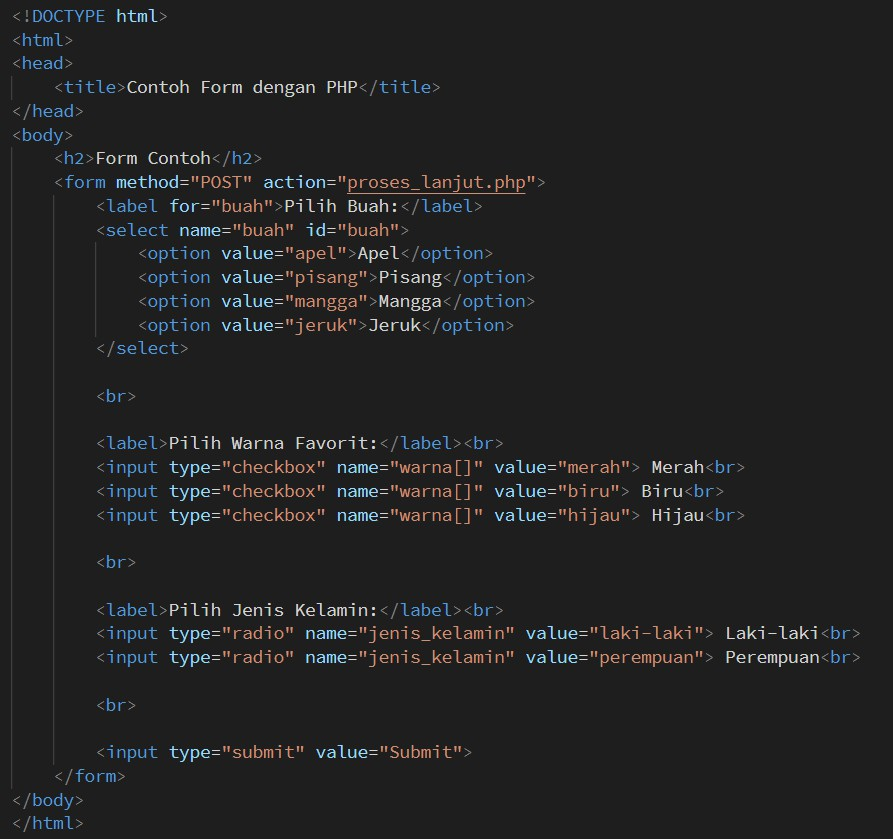 <!DOCTYPE html>
<html>
<head>
    <title>Contoh Form dengan PHP</title>
</head>
<body>
    <h2>Form Contoh</h2>
    <form method="POST" action="proses_lanjut.php">
        <label for="buah">Pilih Buah:</label>
        <select name="buah" id="buah">
            <option value="apel">Apel</option>
            <option value="pisang">Pisang</option>
            <option value="mangga">Mangga</option>
            <option value="jeruk">Jeruk</option>
        </select>

        <br>

        <label>Pilih Warna Favorit:</label><br>
        <input type="checkbox" name="warna[]" value="merah"> Merah<br>
        <input type="checkbox" name="warna[]" value="biru"> Biru<br>
        <input type="checkbox" name="warna[]" value="hijau"> Hijau<br>

        <br>

        <label>Pilih Jenis Kelamin:</label><br>
        <input type="radio" name="jenis_kelamin" value="laki-laki"> Laki-laki<br>
        <input type="radio" name="jenis_kelamin" value="perempuan"> Perempuan<br>

        <br>

        <input type="submit" value="Submit">
    </form>
</body>
</html>